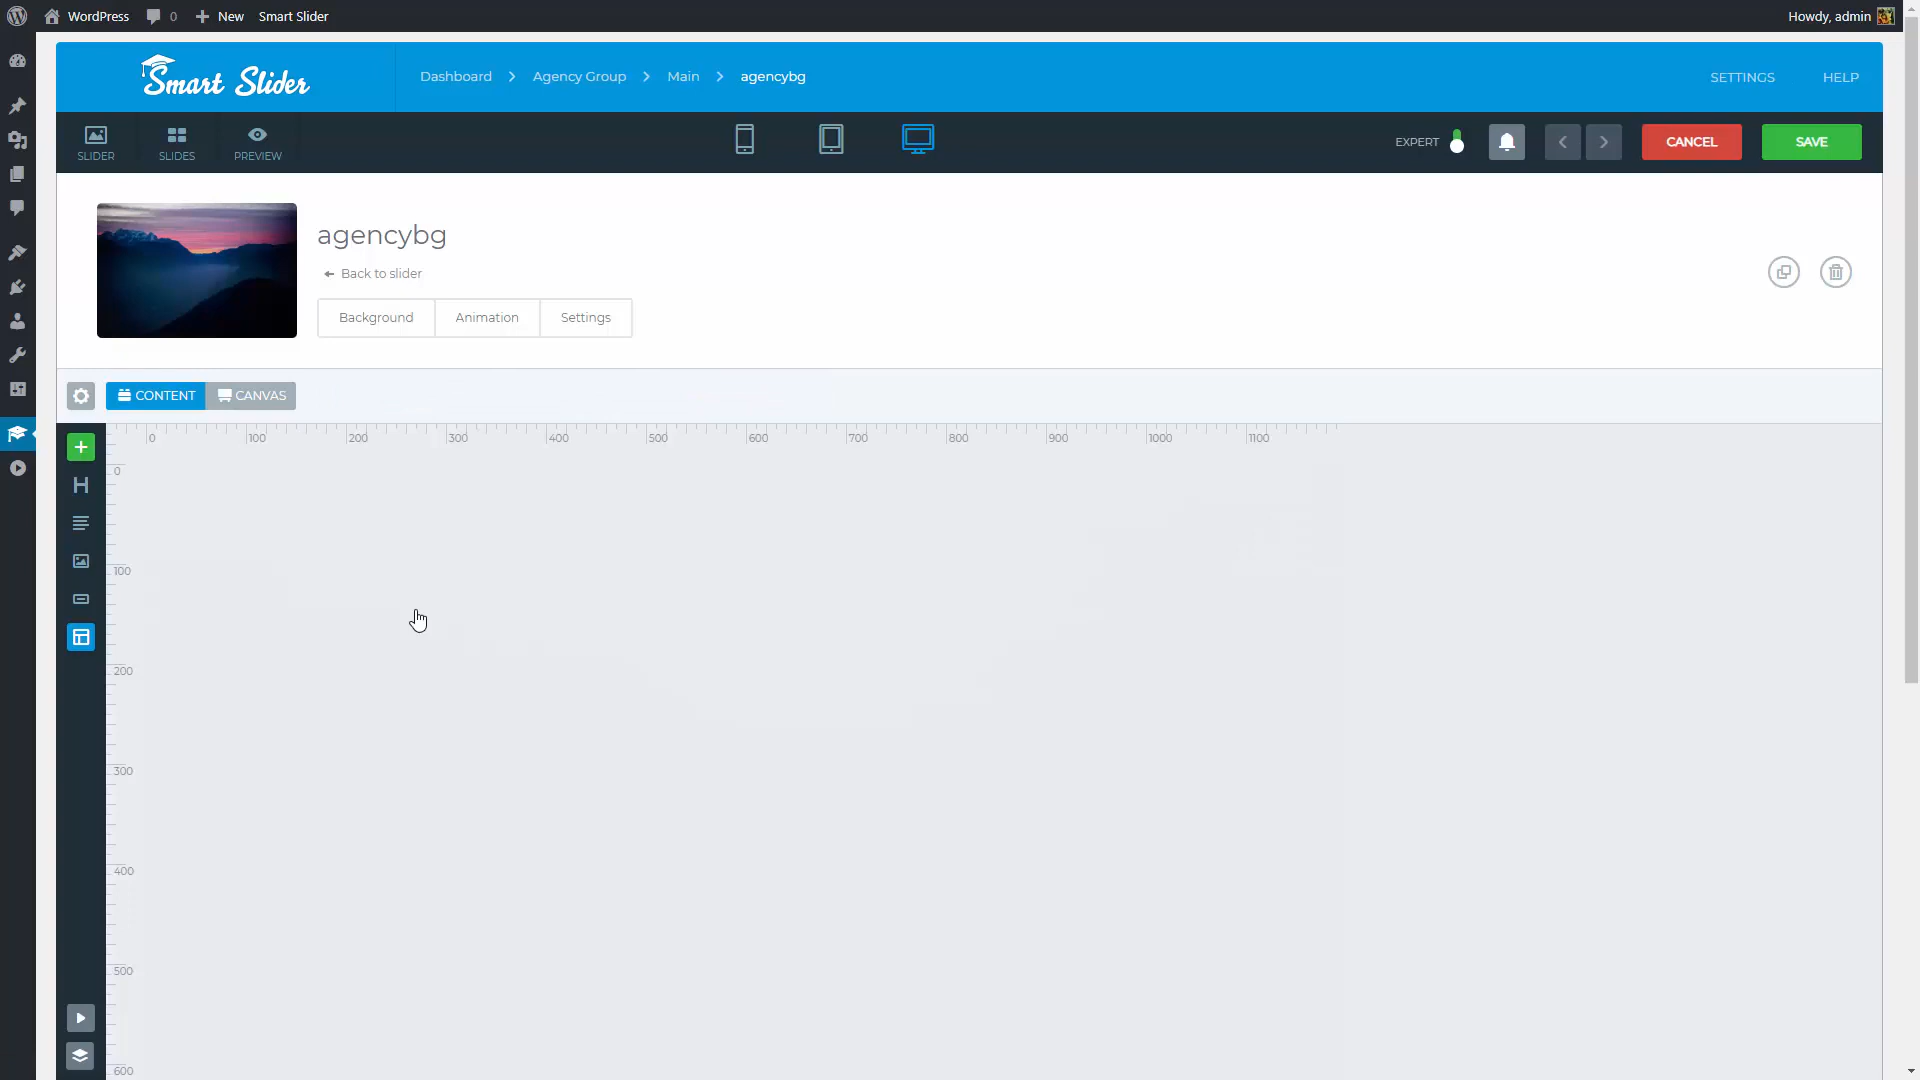 WordPress 0 New Smart Slider Howdy, admin
Smart Slider Dashboard Agency Group Main agencybg SETTINGS HELP
SLIDER SLIDES PREVIEW EXPERT CANCEL SAVE
agencybg
Back to slider
Background Animation Settings
CONTENT CANVAS
0 100 200 300 400 500 600 700 800 900 1000 1100
0
H
100
200
300
400
500
600